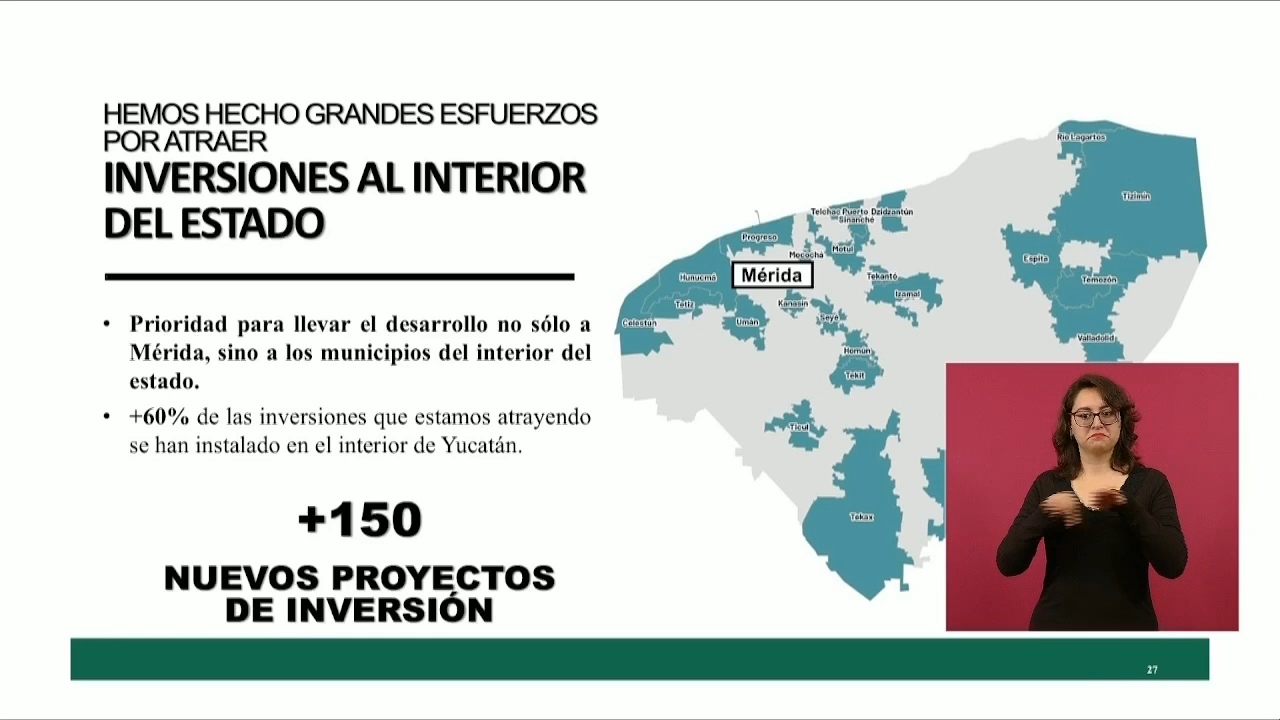 HEMOS HECHO GRANDES ESFUERZOS
POR ATRAER
INVERSIONES AL INTERIOR
DEL ESTADO
• Prioridad para llevar el desarrollo no sólo a
Mérida, sino a los municipios del interior del
estado.
• +60% de las inversiones que estamos atrayendo
se han instalado en el interior de Yucatán.
+150
NUEVOS PROYECTOS
DE INVERSIÓN
Río Lagartos
Tizimín
Telchac Puerto Dzidzantún
Sinanché
Progreso
Motul
Mocochá
Espita
Mérida
Hunucmá
Tekantó
Temozón
Izamal
Tetiz
Kanasín
Seyé
Celestún
Umán
Valladolid
Homún
Tekit
Ticul
Tekax
27